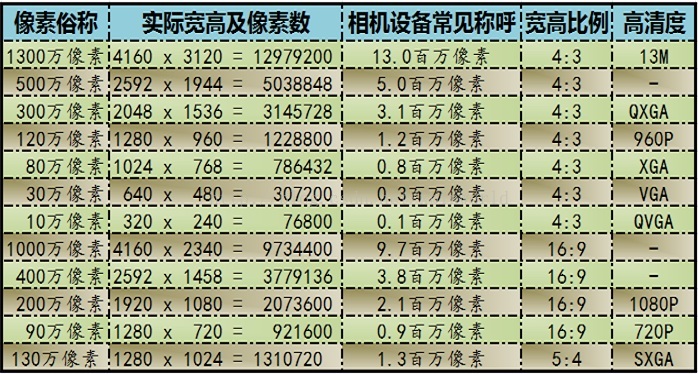 像素俗称 实际宽高及像素数 相机设备常见称呼 宽高比例 高清度
1300万像素 4160 x 3120 = 12979200 13.0百万像素 4:3 13M
500万像素 2592 x 1944 = 5038848 5.0百万像素 4:3 -
300万像素 2048 x 1536 = 3145728 3.1百万像素 4:3 QXGA
120万像素 1280 x 960 = 1228800 1.2百万像素 4:3 960P
80万像素 1024 x 768 = 786432 0.8百万像素 4:3 XGA
30万像素 640 x 480 = 307200 0.3百万像素 4:3 VGA
10万像素 320 x 240 = 76800 0.1百万像素 4:3 QVGA
1000万像素 4160 x 2340 = 9734400 9.7百万像素 16:9 -
400万像素 2592 x 1458 = 3779136 3.8百万像素 16:9 -
200万像素 1920 x 1080 = 2073600 2.1百万像素 16:9 1080P
90万像素 1280 x 720 = 921600 0.9百万像素 16:9 720P
130万像素 1280 x 1024 = 1310720 1.3百万像素 5:4 SXGA